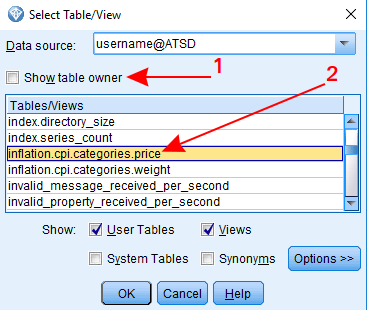 Select Table/View
Data source: username@ATSD
Show table owner
1
2
Tables/Views
index.directory_size
index.series_count
inflation.cpi.categories.price
inflation.cpi.categories.weight
invalid_message_received_per_second
invalid_property_received_per_second
Show: User Tables Views
System Tables Synonyms Options >>
OK Cancel Help